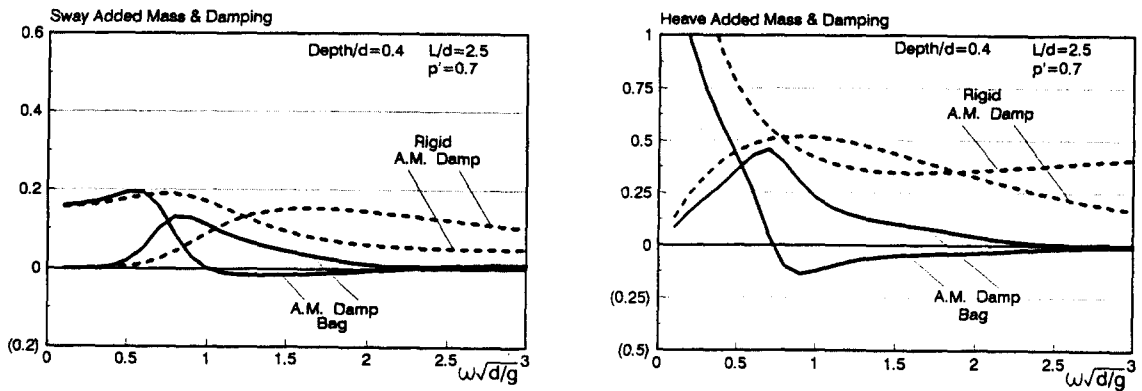 Sway Added Mass & Damping
0.6
Depth/d=0.4 L/d=2.5
p'=0.7
0.4
Rigid
A.M. Damp
0.2
0
A.M. Damp
Bag
(0.2)
0 0.5 1 1.5 2 2.5 3
ω√d/g
Heave Added Mass & Damping
1
Depth/d=0.4 L/d=2.5
p'=0.7
0.75
Rigid
A.M. Damp
0.5
0.25
0
A.M. Damp
Bag
(0.25)
(0.5)
0 0.5 1 1.5 2 2.5 3
ω√d/g